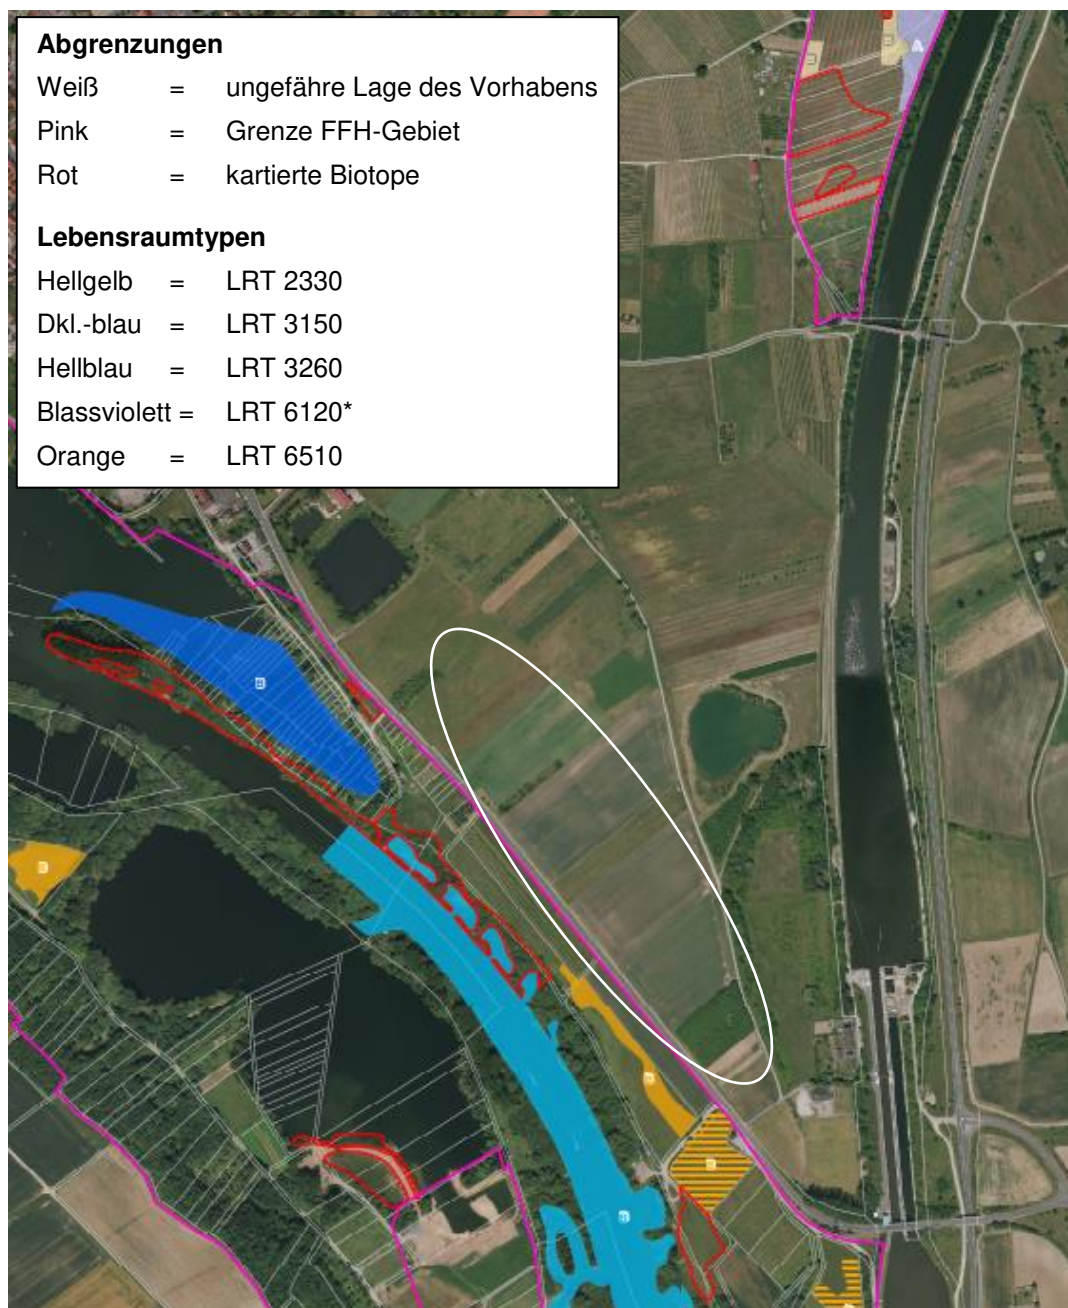 Abgrenzungen
Weiß = ungefähre Lage des Vorhabens
Pink = Grenze FFH-Gebiet
Rot = kartierte Biotope
Lebensraumtypen
Hellgelb = LRT 2330
Dkl.-blau = LRT 3150
Hellblau = LRT 3260
Blassviolett = LRT 6120*
Orange = LRT 6510
A
B
B